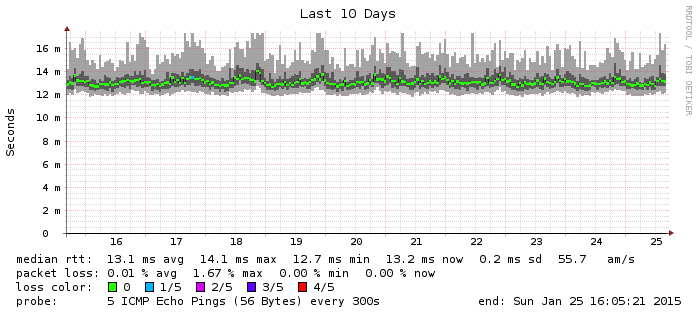 Last 10 Days
RRDTOOL / TOBI OETIKER
Seconds
16 m
14 m
12 m
10 m
8 m
6 m
4 m
2 m
0
16 17 18 19 20 21 22 23 24 25
median rtt: 13.1 ms avg 14.1 ms max 12.7 ms min 13.2 ms now 0.2 ms sd 55.7 am/s
packet loss: 0.01 % avg 1.67 % max 0.00 % min 0.00 % now
loss color: 0 1/5 2/5 3/5 4/5
probe: 5 ICMP Echo Pings (56 Bytes) every 300s end: Sun Jan 25 16:05:21 2015